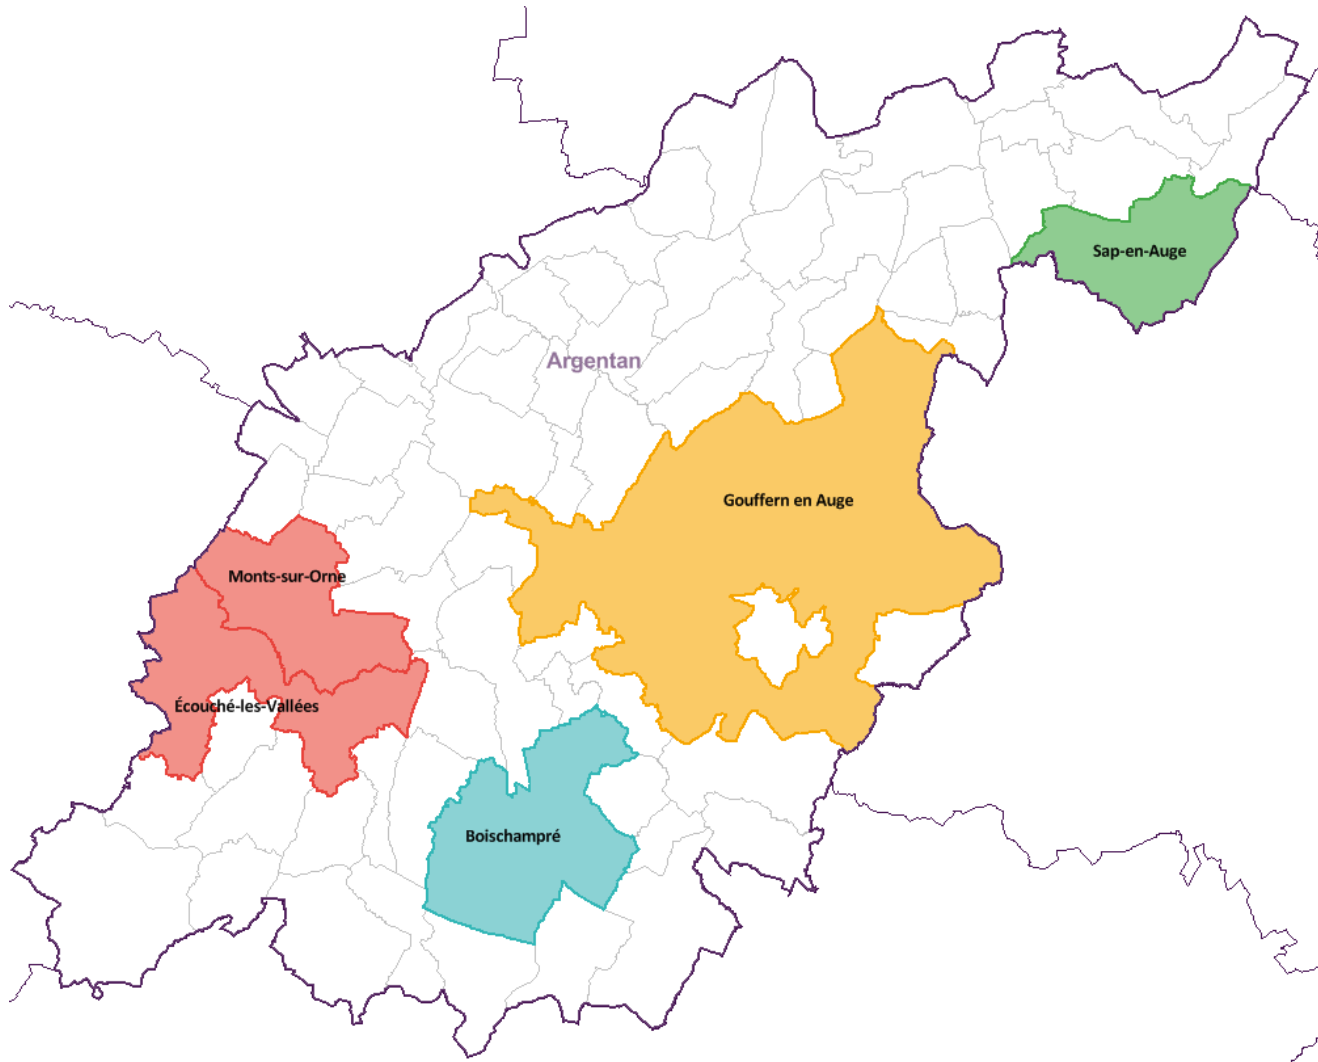 Sap-en-Auge
Argentan
Gouffern en Auge
Monts-sur-Orne
Écouché-les-Vallées
Boischampré